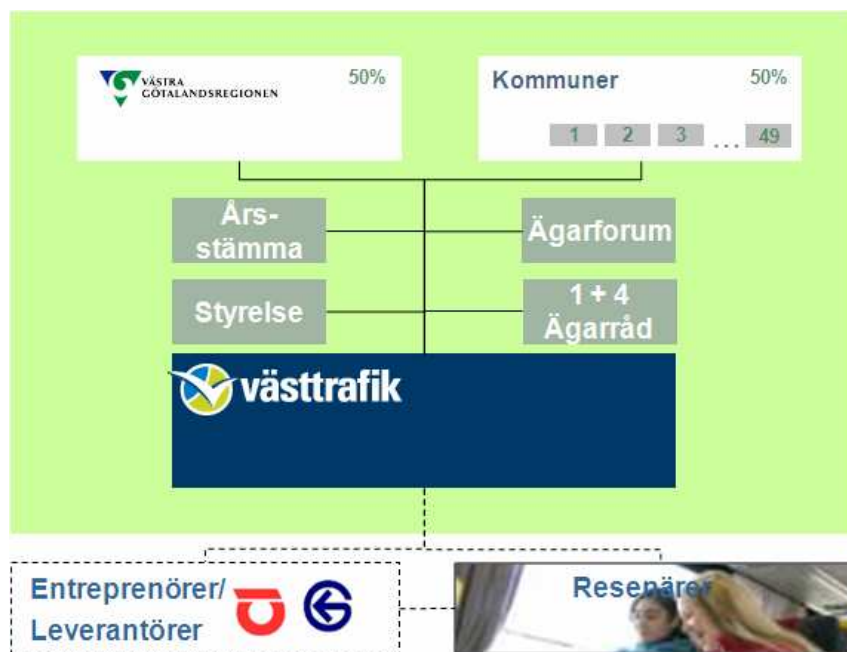 VÄSTRA
GÖTALANDSREGIONEN
50%
Kommuner
50%
1 2 3 ... 49
Års-
stämma
Ägarforum
Styrelse
1 + 4
Ägarråd
västtrafik
Entreprenörer/
Leverantörer
Resenärer